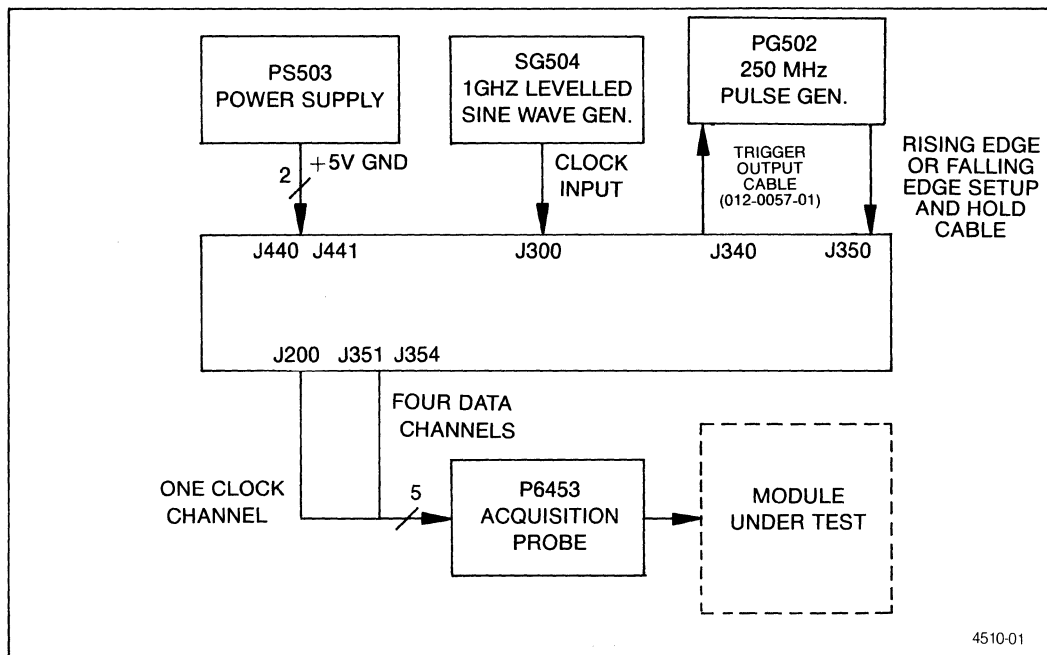 PS503
POWER SUPPLY
SG504
1GHZ LEVELLED
SINE WAVE GEN.
PG502
250 MHz
PULSE GEN.
2
+5V GND
CLOCK
INPUT
TRIGGER
OUTPUT
CABLE
(012-0057-01)
RISING EDGE
OR FALLING
EDGE SETUP
AND HOLD
CABLE
J440 J441
J300
J340
J350
J200
J351 J354
FOUR DATA
CHANNELS
ONE CLOCK
CHANNEL
5
P6453
ACQUISITION
PROBE
MODULE
UNDER TEST
4510-01